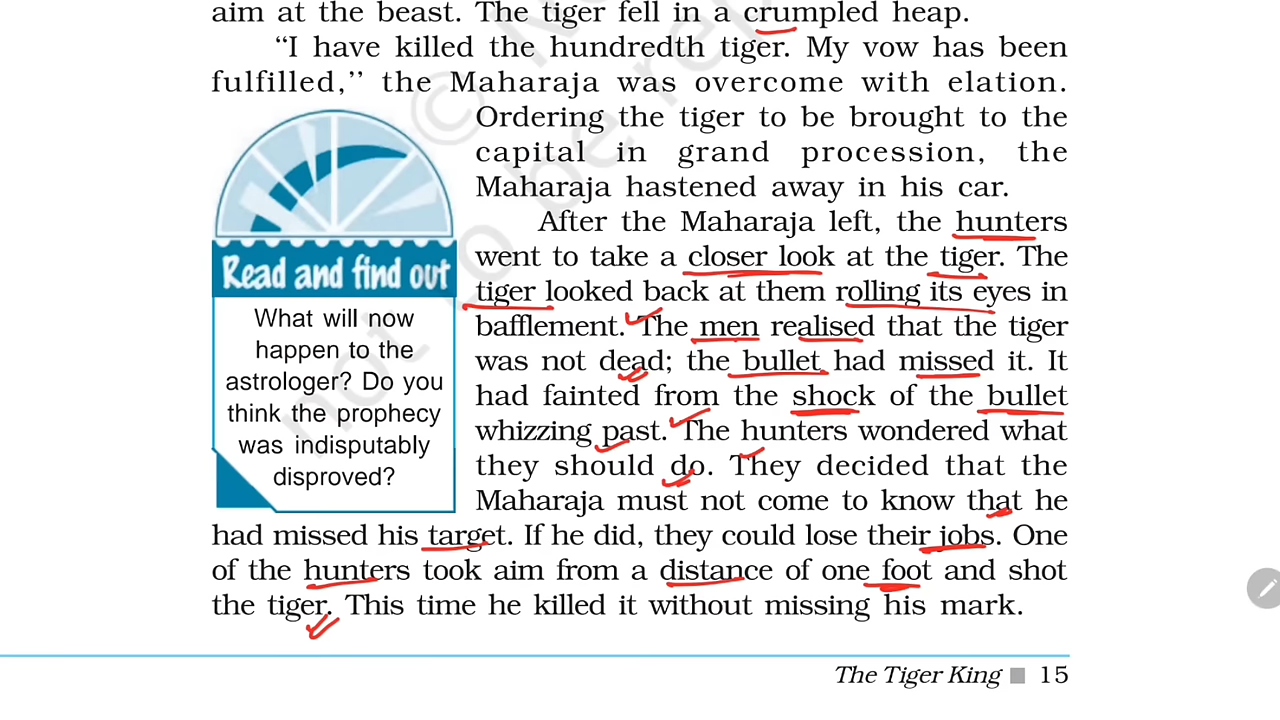 aim at the beast. The tiger fell in a crumpled heap.
“I have killed the hundredth tiger. My vow has been
fulfilled,’’ the Maharaja was overcome with elation.
Ordering the tiger to be brought to the
capital in grand procession, the
Maharaja hastened away in his car.
After the Maharaja left, the hunters
went to take a closer look at the tiger. The
tiger looked back at them rolling its eyes in
bafflement. The men realised that the tiger
was not dead; the bullet had missed it. It
had fainted from the shock of the bullet
whizzing past. The hunters wondered what
they should do. They decided that the
Maharaja must not come to know that he
had missed his target. If he did, they could lose their jobs. One
of the hunters took aim from a distance of one foot and shot
the tiger. This time he killed it without missing his mark.
Read and find out
What will now
happen to the
astrologer? Do you
think the prophecy
was indisputably
disproved?
The Tiger King ■ 15